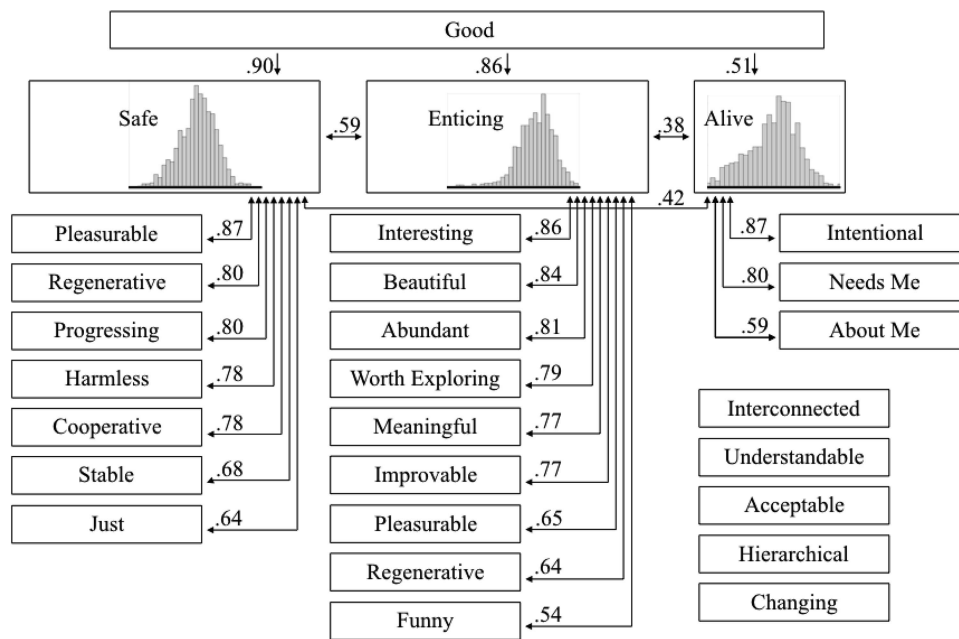 Good
.90 .86 .51
Safe .59 Enticing .38 Alive
.42
Pleasurable .87
Regenerative .80
Progressing .80
Harmless .78
Cooperative .78
Stable .68
Just .64
Interesting .86
Beautiful .84
Abundant .81
Worth Exploring .79
Meaningful .77
Improvable .77
Pleasurable .65
Regenerative .64
Funny .54
.87 Intentional
.80 Needs Me
.59 About Me
Interconnected
Understandable
Acceptable
Hierarchical
Changing